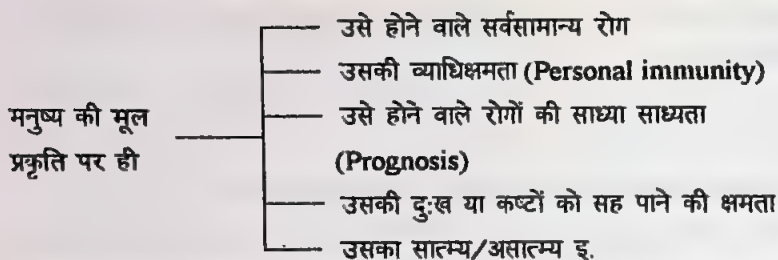 मनुष्य की मूल
प्रकृति पर ही
उसे होने वाले सर्वसामान्य रोग
उसकी व्याधिक्षमता (Personal immunity)
उसे होने वाले रोगों की साध्या साध्यता
(Prognosis)
उसकी दुःख या कष्टों को सह पाने की क्षमता
उसका सात्म्य/असात्म्य इ.